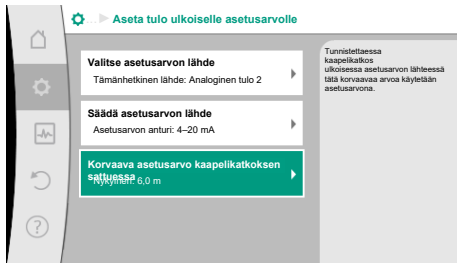 Aseta tulo ulkoiselle asetusarvolle
Valitse asetusarvon lähde
Tämänhetkinen lähde: Analoginen tulo 2
Säädä asetusarvon lähde
Asetusarvon anturi: 4–20 mA
Korvaava asetusarvo kaapelikatkoksen
sattuessa
Nykyinen: 6,0 m
Tunnistettaessa
kaapelikatkos
ulkoisessa asetusarvon lähteessä
tätä korvaavaa arvoa käytetään
asetusarvona.